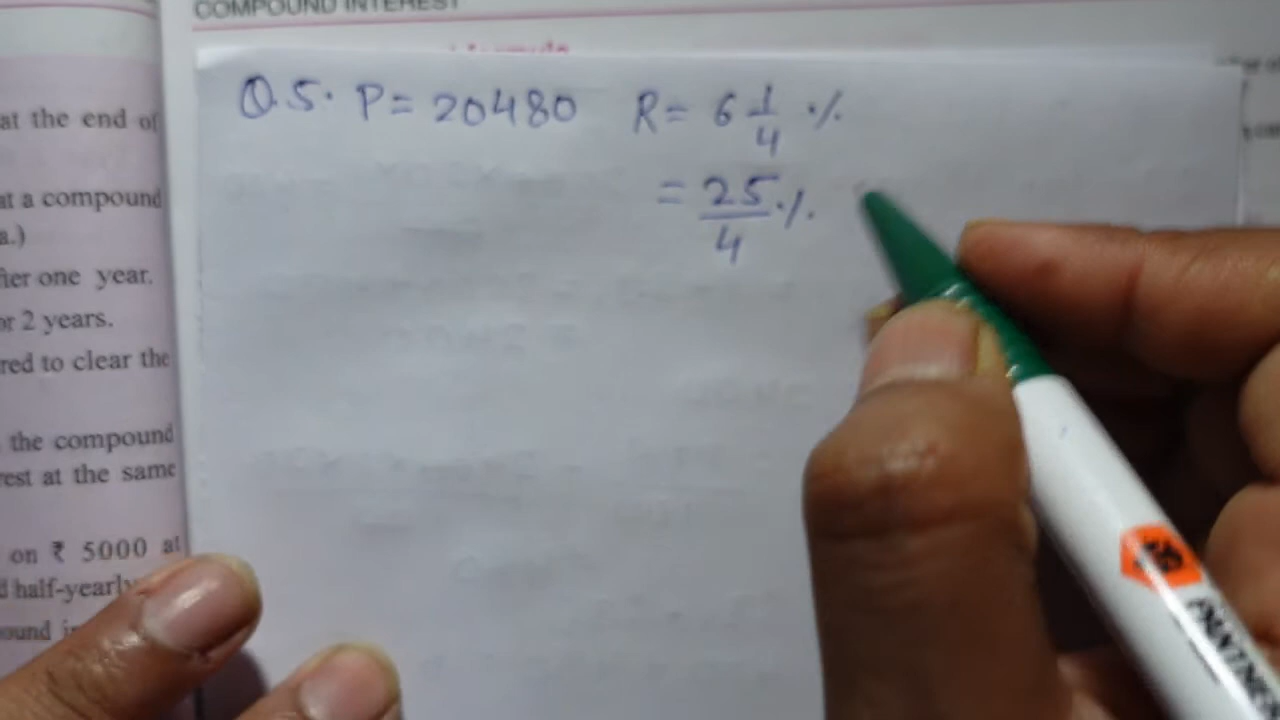 COMPOUND INTEREST
Q.5. P = 20480 R = 6 1/4 %
= 25/4 %
at the end of
at a compound
a.)
one year.
or 2 years.
red to clear the
the compound
rest at the same
on ₹ 5000 at
half-yearly
ound